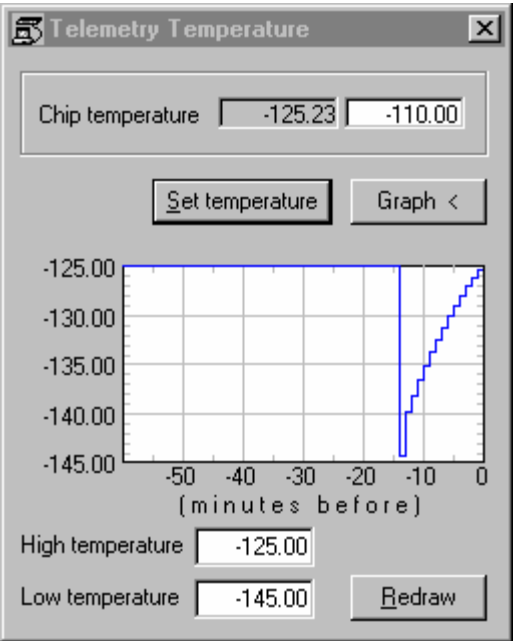 Telemetry Temperature
Chip temperature -125.23 -110.00
Set temperature Graph <
-125.00
-130.00
-135.00
-140.00
-145.00
-50 -40 -30 -20 -10 0
(minutes before)
High temperature -125.00
Low temperature -145.00 Redraw